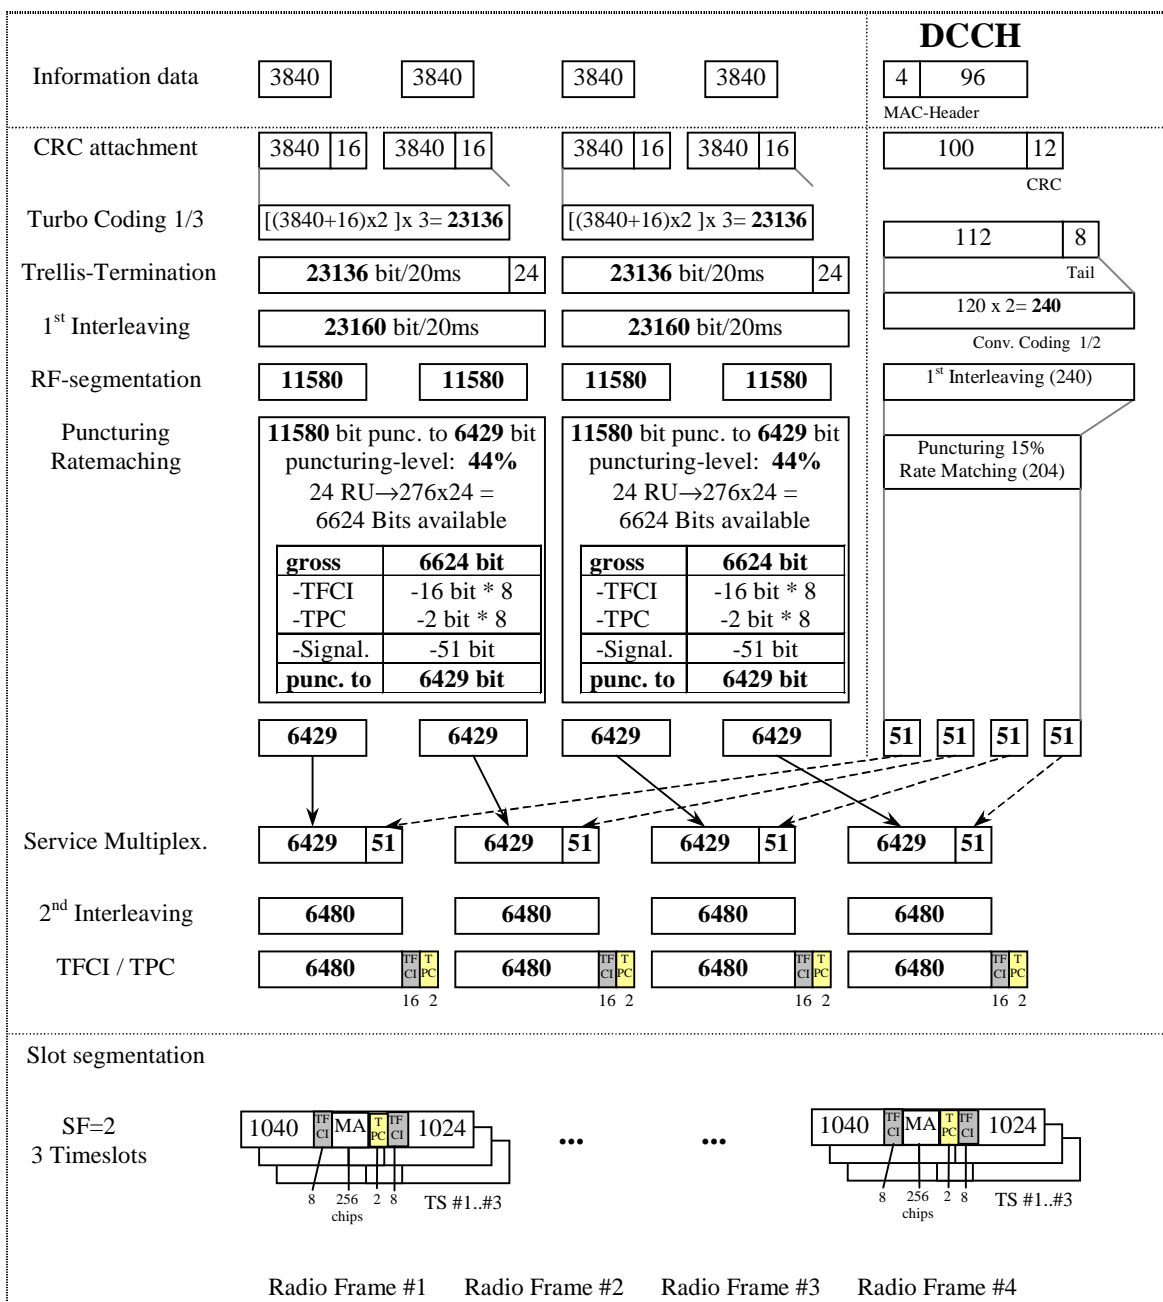 DCCH
Information data 3840 3840 3840 3840 4 96
MAC-Header
CRC attachment 3840 16 3840 16 3840 16 3840 16 100 12
CRC
Turbo Coding 1/3 [(3840+16)x2 ]x 3= 23136 [(3840+16)x2 ]x 3= 23136
112 8
Trellis-Termination 23136 bit/20ms 24 23136 bit/20ms 24
Tail
120 x 2= 240
1st Interleaving 23160 bit/20ms 23160 bit/20ms
Conv. Coding 1/2
RF-segmentation 11580 11580 11580 11580 1st Interleaving (240)
Puncturing
Ratemaching
11580 bit punc. to 6429 bit
puncturing-level: 44%
24 RU→276x24 =
6624 Bits available
gross 6624 bit
-TFCI -16 bit * 8
-TPC -2 bit * 8
-Signal. -51 bit
punc. to 6429 bit
11580 bit punc. to 6429 bit
puncturing-level: 44%
24 RU→276x24 =
6624 Bits available
gross 6624 bit
-TFCI -16 bit * 8
-TPC -2 bit * 8
-Signal. -51 bit
punc. to 6429 bit
Puncturing 15%
Rate Matching (204)
6429 6429 6429 6429 51 51 51 51
Service Multiplex. 6429 51 6429 51 6429 51 6429 51
2nd Interleaving 6480 6480 6480 6480
TFCI / TPC 6480 TF CI T PC 6480 TF CI T PC 6480 TF CI T PC 6480 TF CI T PC
16 2 16 2 16 2 16 2
Slot segmentation
SF=2
3 Timeslots
1040 TF CI MA T PC TF CI 1024 ... ... 1040 TF CI MA T PC TF CI 1024
8 256 2 8 TS #1..#3 8 256 2 8 TS #1..#3
chips chips
Radio Frame #1 Radio Frame #2 Radio Frame #3 Radio Frame #4